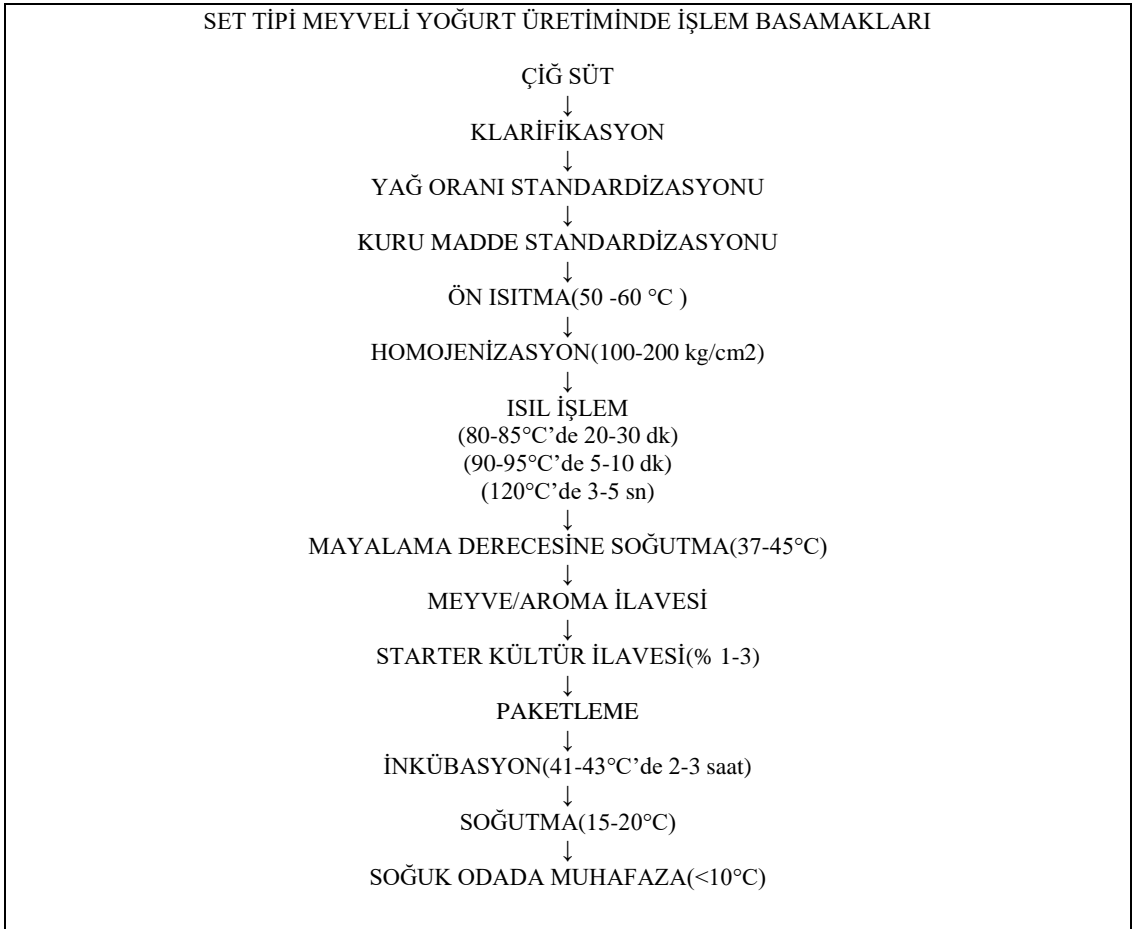 SET TİPİ MEYVELİ YOĞURT ÜRETİMİNDE İŞLEM BASAMAKLARI
ÇİĞ SÜT
↓
KLARİFİKASYON
↓
YAĞ ORANI STANDARDİZASYONU
↓
KURU MADDE STANDARDİZASYONU
↓
ÖN ISITMA(50 -60 °C )
↓
HOMOJENİZASYON(100-200 kg/cm2)
↓
ISIL İŞLEM
(80-85°C’de 20-30 dk)
(90-95°C’de 5-10 dk)
(120°C’de 3-5 sn)
↓
MAYALAMA DERECESİNE SOĞUTMA(37-45°C)
↓
MEYVE/AROMA İLAVESİ
↓
STARTER KÜLTÜR İLAVESİ(% 1-3)
↓
PAKETLEME
↓
İNKÜBASYON(41-43°C’de 2-3 saat)
↓
SOĞUTMA(15-20°C)
↓
SOĞUK ODADA MUHAFAZA(<10°C)